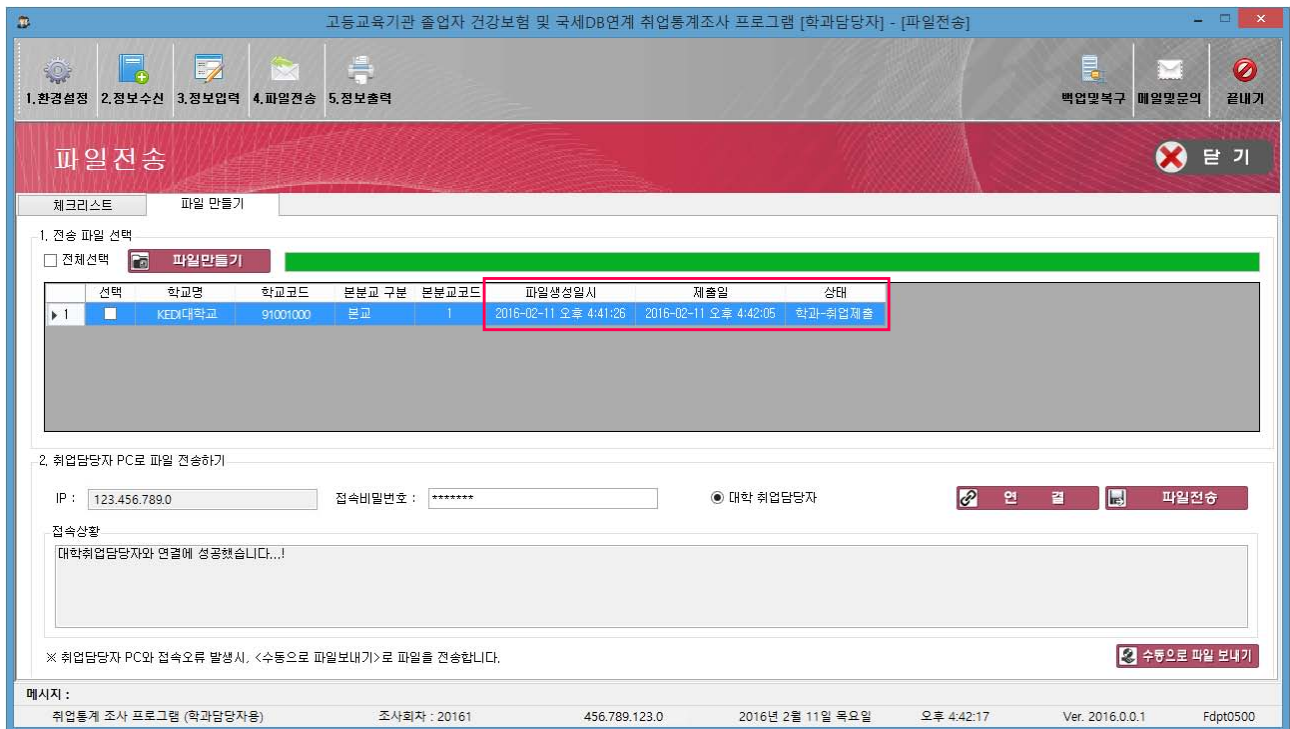 고등교육기관 졸업자 건강보험 및 국세DB연계 취업통계조사 프로그램 [학과담당자] - [파일전송]
1.환경설정 2.정보수신 3.정보입력 4.파일전송 5.정보출력 백업및복구 메일및문의 끝내기
파일전송 닫 기
체크리스트 파일 만들기
1. 전송 파일 선택
전체선택 파일만들기
선택 학교명 학교코드 본분교 구분 본분교코드 파일생성일시 제출일 상태
1 KEDI대학교 91001000 본교 1 2016-02-11 오후 4:41:26 2016-02-11 오후 4:42:05 학과-취업제출
2. 취업담당자 PC로 파일 전송하기
IP : 123.456.789.0 접속비밀번호 : ******* 대학 취업담당자 연 결 파일전송
접속상황
대학취업담당자와 연결에 성공했습니다...!
※ 취업담당자 PC와 접속오류 발생시, <수동으로 파일보내기>로 파일을 전송합니다. 수동으로 파일 보내기
메시지 :
취업통계 조사 프로그램 (학과담당자용) 조사회차 : 20161 456.789.123.0 2016년 2월 11일 목요일 오후 4:42:17 Ver. 2016.0.0.1 Fdpt0500